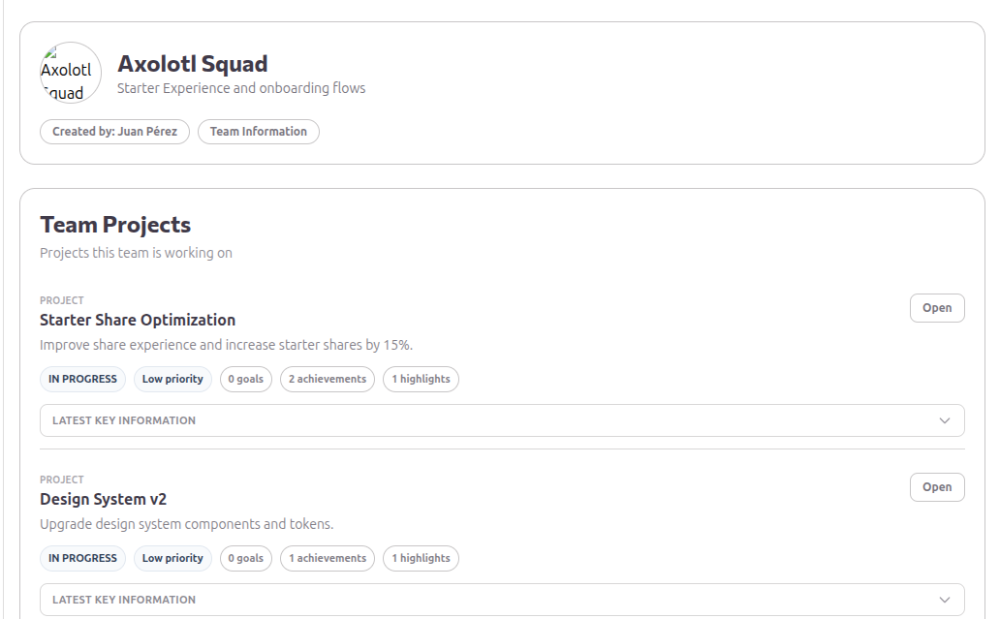 Axolotl
Squad
Axolotl Squad
Starter Experience and onboarding flows
Created by: Juan Pérez
Team Information
Team Projects
Projects this team is working on
PROJECT
Starter Share Optimization
Open
Improve share experience and increase starter shares by 15%.
IN PROGRESS
Low priority
0 goals
2 achievements
1 highlights
LATEST KEY INFORMATION
PROJECT
Design System v2
Open
Upgrade design system components and tokens.
IN PROGRESS
Low priority
0 goals
1 achievements
1 highlights
LATEST KEY INFORMATION